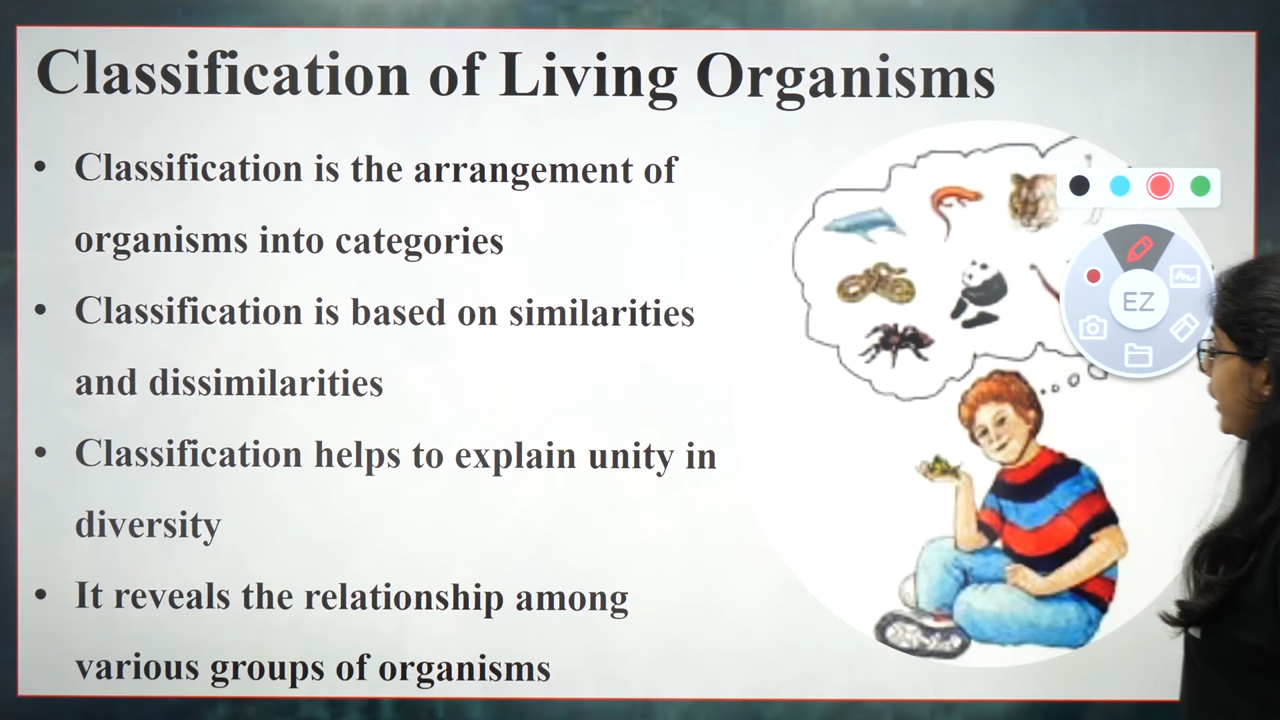 Classification of Living Organisms
• Classification is the arrangement of
organisms into categories
• Classification is based on similarities
and dissimilarities
• Classification helps to explain unity in
diversity
• It reveals the relationship among
various groups of organisms
EZ